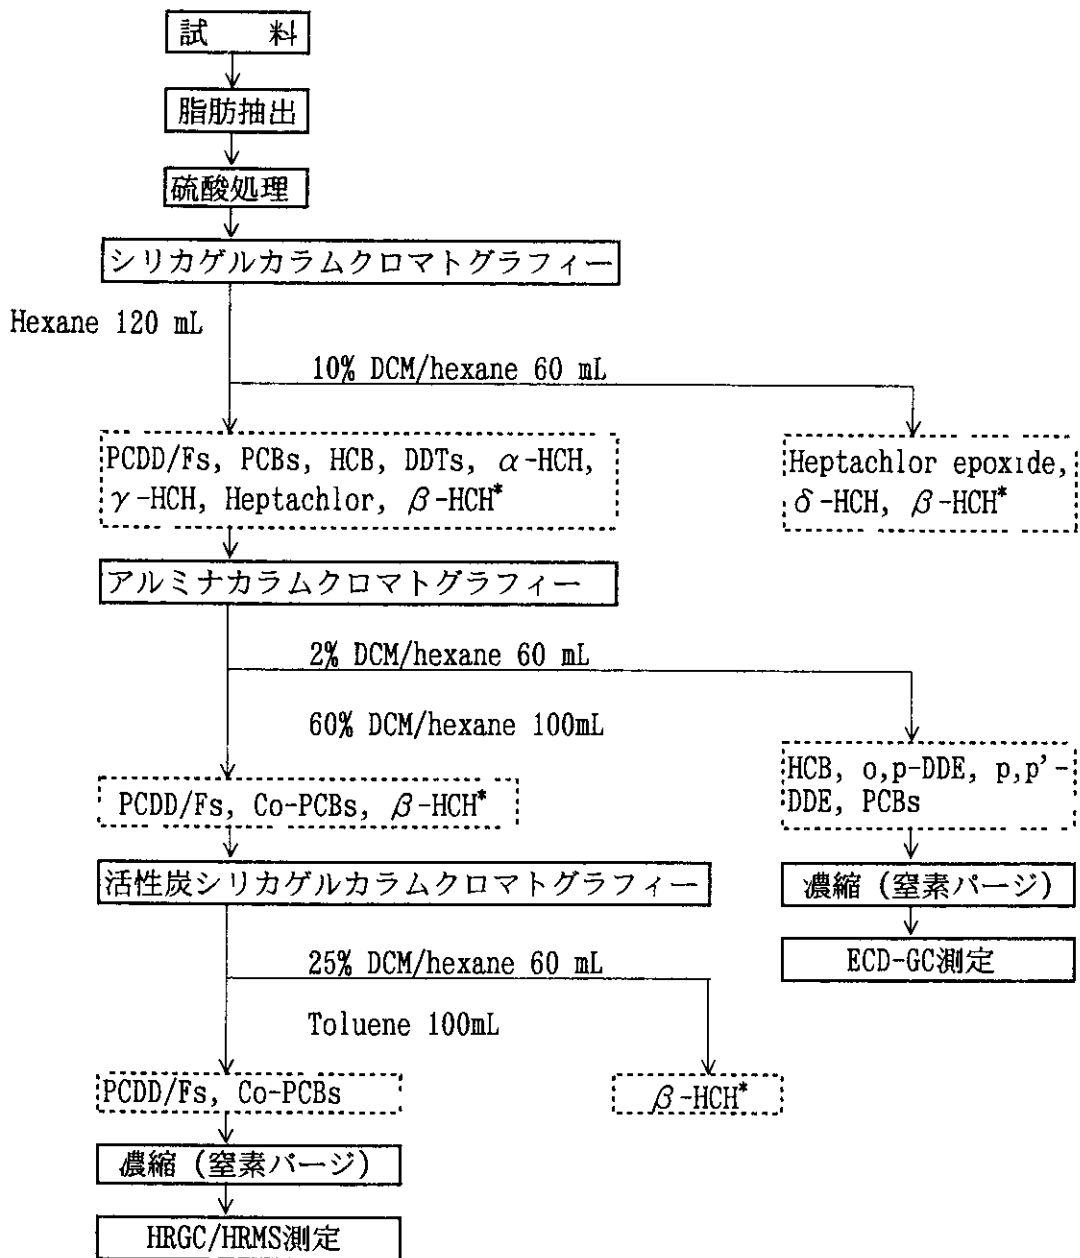 試　　料
脂肪抽出
硫酸処理
シリカゲルカラムクロマトグラフィー
Hexane 120 mL
10% DCM/hexane 60 mL
PCDD/Fs, PCBs, HCB, DDTs, α-HCH,
γ-HCH, Heptachlor, β-HCH*
Heptachlor epoxide,
δ-HCH, β-HCH*
アルミナカラムクロマトグラフィー
2% DCM/hexane 60 mL
60% DCM/hexane 100mL
HCB, o,p-DDE, p,p'-
DDE, PCBs
PCDD/Fs, Co-PCBs, β-HCH*
活性炭シリカゲルカラムクロマトグラフィー
濃縮（窒素パージ）
ECD-GC測定
25% DCM/hexane 60 mL
Toluene 100mL
PCDD/Fs, Co-PCBs
β-HCH*
濃縮（窒素パージ）
HRGC/HRMS測定